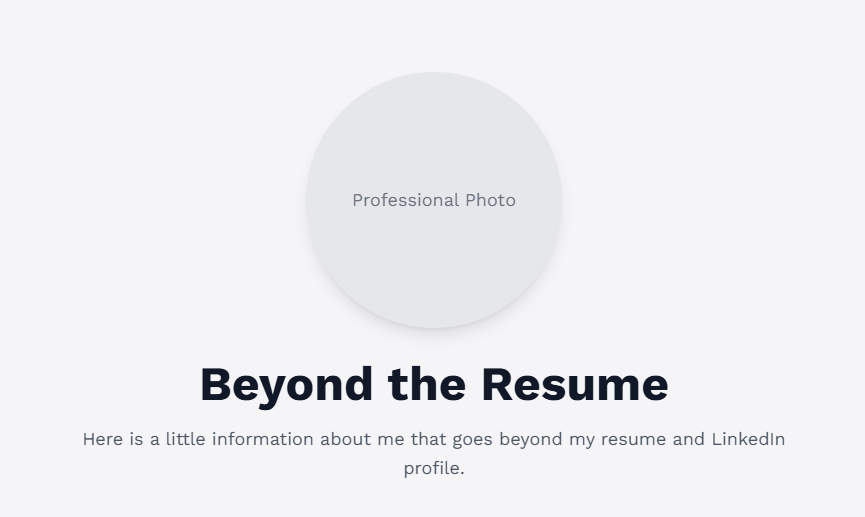 Professional Photo
Beyond the Resume
Here is a little information about me that goes beyond my resume and LinkedIn
profile.